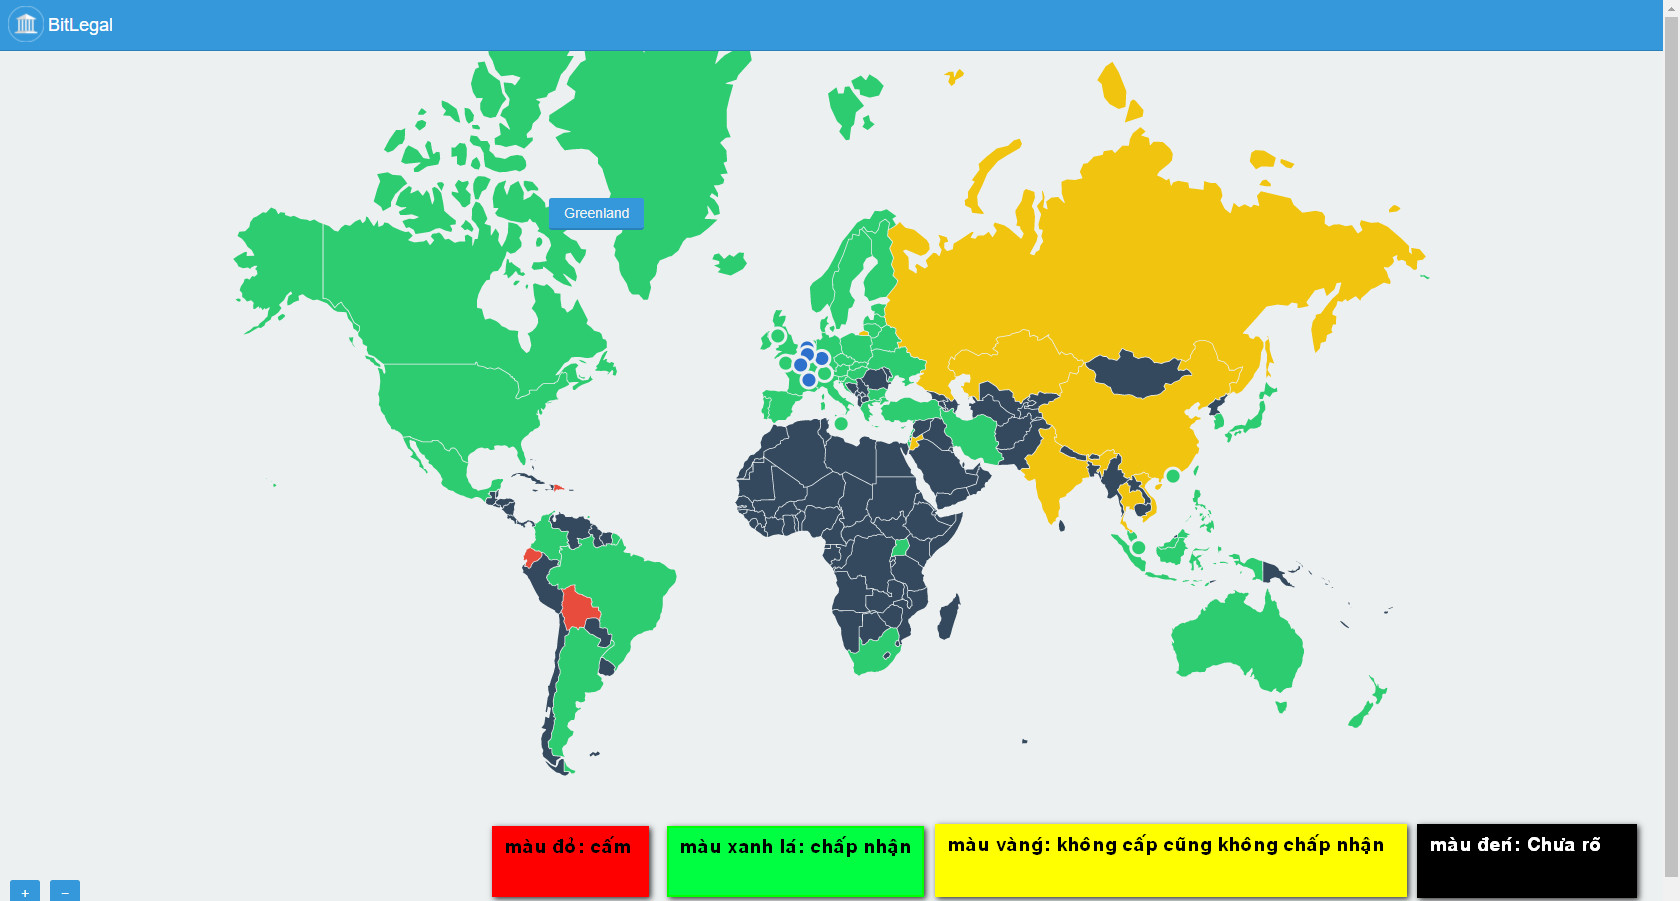 BitLegal
Greenland
màu đỏ: cấm
màu xanh lá: chấp nhận
màu vàng: không cấp cũng không chấp nhận
màu đen: Chưa rõ
+
−